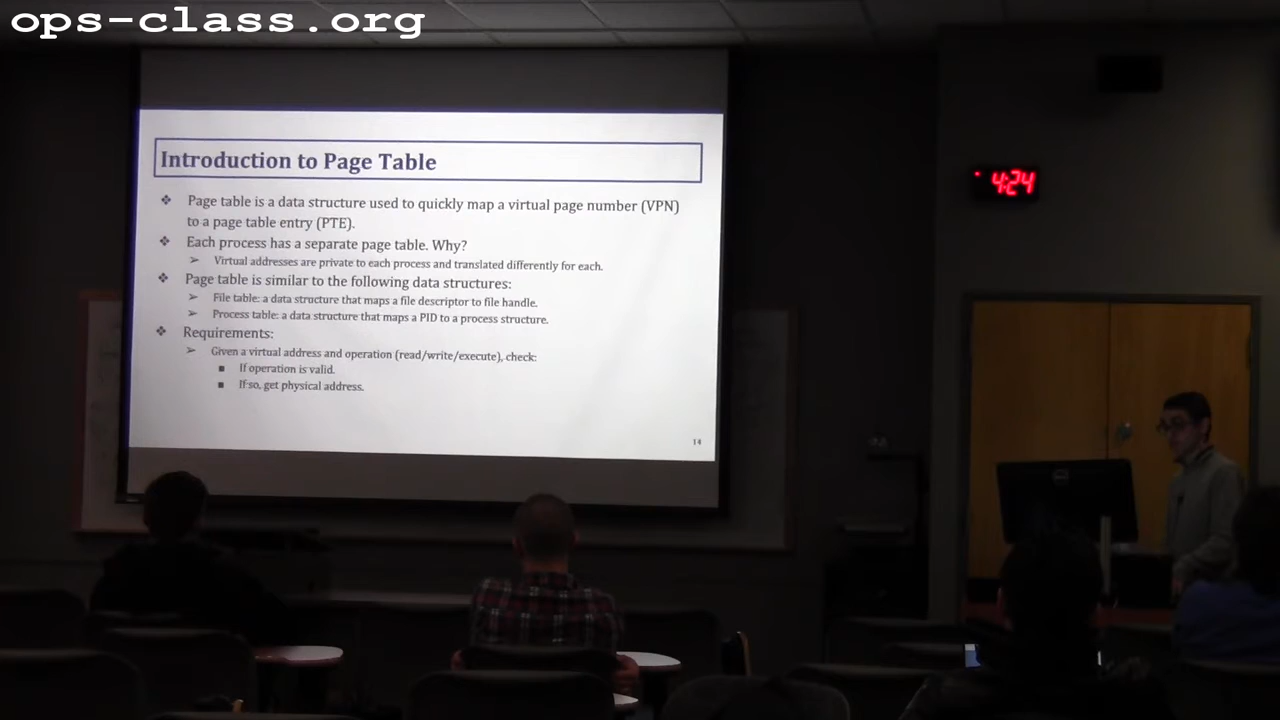 ops-class.org
Introduction to Page Table
Page table is a data structure used to quickly map a virtual page number (VPN)
to a page table entry (PTE).
Each process has a separate page table. Why?
Virtual addresses are private to each process and translated differently for each.
Page table is similar to the following data structures:
File table: a data structure that maps a file descriptor to file handle.
Process table: a data structure that maps a PID to a process structure.
Requirements:
Given a virtual address and operation (read/write/execute), check:
If operation is valid.
If so, get physical address.
14
4:24